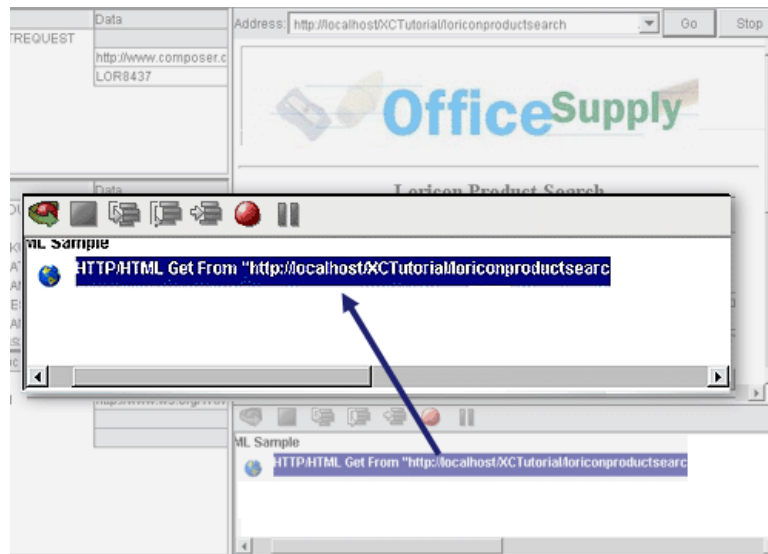 Data
Address: http://localhost/XCTutorial/loriconproductsearch Go Stop
TREQUEST
http://www.composer.c
LOR8437
OfficeSupply
Data
Loricon Product Search
ML Sample
HTTP/HTML Get From "http://localhost/XCTutorial/loriconproductsearc
ML Sample
HTTP/HTML Get From "http://localhost/XCTutorial/loriconproductsearc